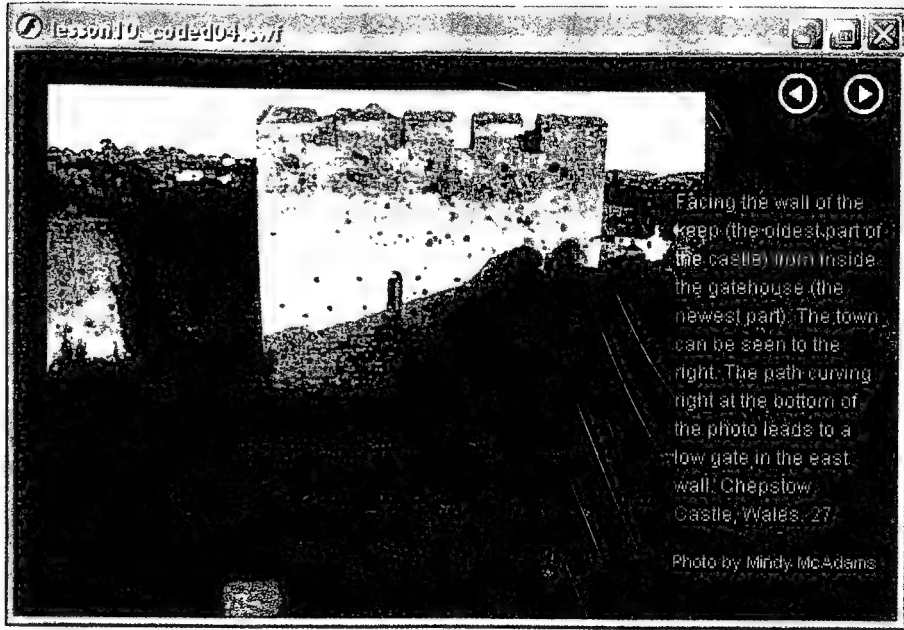 lesson10_coded04.swf
Facing the wall of the
keep (the oldest part of
the castle) from inside
the gatehouse (the
newest part). The town
can be seen to the
right. The path curving
right at the bottom of
the photo leads to a
low gate in the east
wall. Chepstow
Castle, Wales. 27
Photo by Mindy McAdams